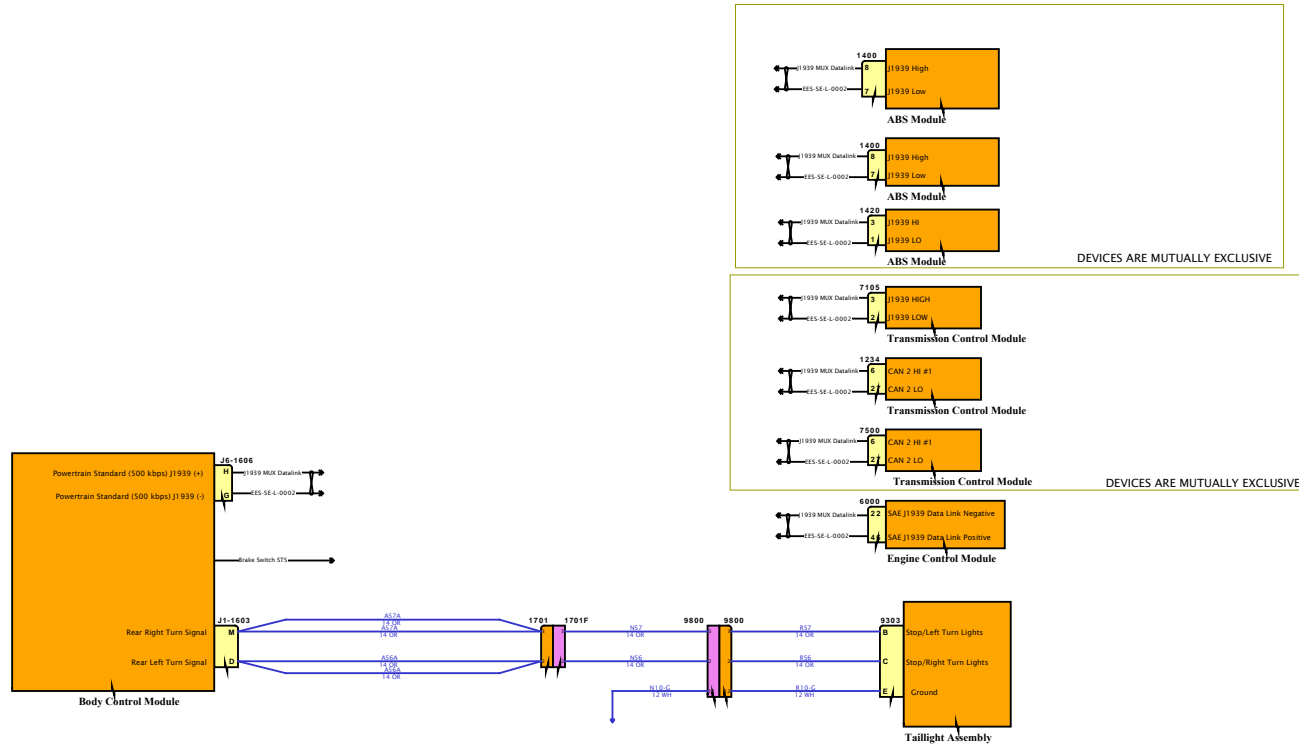 1400
J1939 MUX Datalink
8
J1939 High
EES-SE-L-0002
7
J1939 Low
ABS Module
1400
J1939 MUX Datalink
8
J1939 High
EES-SE-L-0002
7
J1939 Low
ABS Module
1420
J1939 MUX Datalink
3
J1939 HI
EES-SE-L-0002
1
J1939 LO
ABS Module
DEVICES ARE MUTUALLY EXCLUSIVE
7105
J1939 MUX Datalink
3
J1939 HIGH
EES-SE-L-0002
2
J1939 LOW
Transmission Control Module
1234
J1939 MUX Datalink
6
CAN 2 HI #1
EES-SE-L-0002
CAN 2 LO
Transmission Control Module
7500
J1939 MUX Datalink
6
CAN 2 HI #1
EES-SE-L-0002
CAN 2 LO
Transmission Control Module
DEVICES ARE MUTUALLY EXCLUSIVE
6000
J1939 MUX Datalink
22
SAE J1939 Data Link Negative
EES-SE-L-0002
46
SAE J1939 Data Link Positive
Engine Control Module
J6-1606
Powertrain Standard (500 kbps) J1939 (+)
H
J1939 MUX Datalink
Powertrain Standard (500 kbps) J1939 (-)
G
EES-SE-L-0002
Brake Switch STS
J1-1603
Rear Right Turn Signal
M
A57A
14 OR
A57A
14 OR
Rear Left Turn Signal
D
A56A
14 OR
A56A
14 OR
Body Control Module
1701
1701F
N57
14 OR
N56
14 OR
N10-G
12 WH
9800
9800
2
2
R57
14 OR
R56
14 OR
R10-G
12 WH
9303
B
Stop/Left Turn Lights
C
Stop/Right Turn Lights
E
Ground
Taillight Assembly